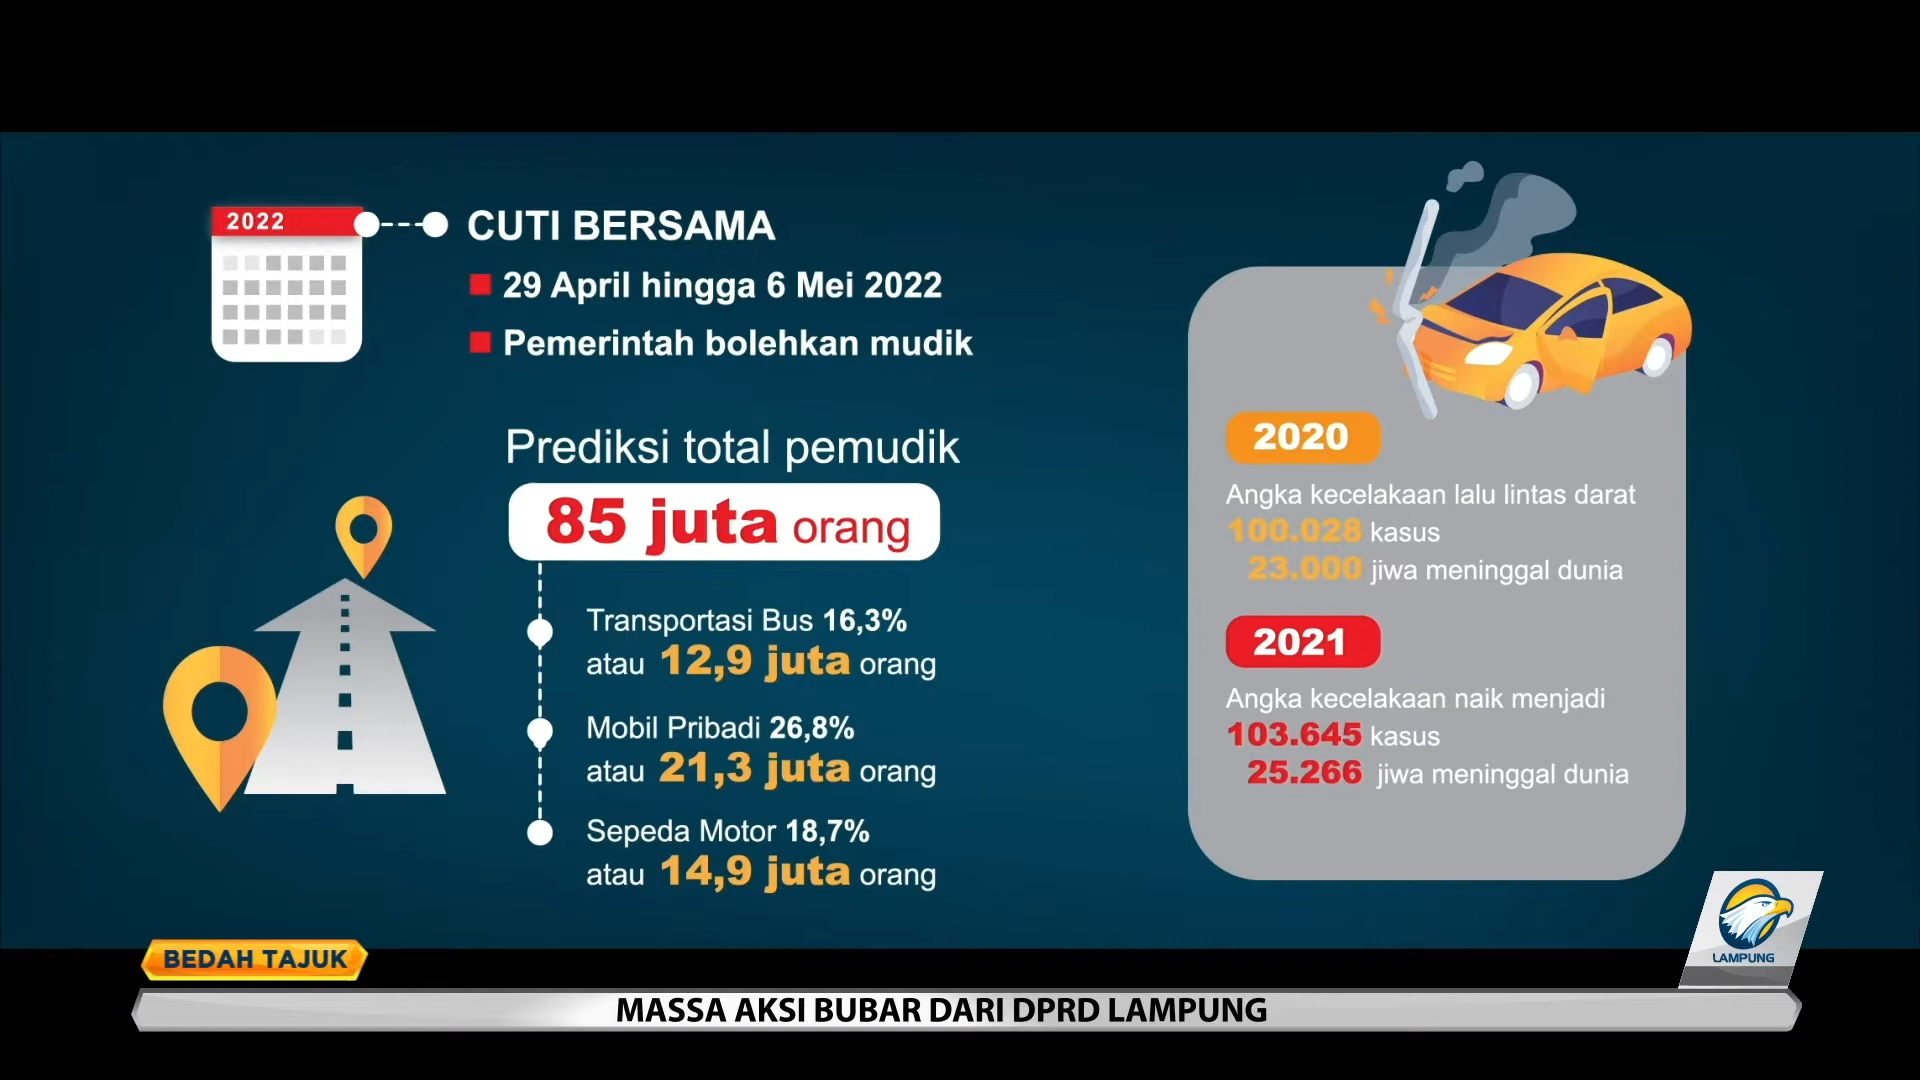 2022
CUTI BERSAMA
29 April hingga 6 Mei 2022
Pemerintah bolehkan mudik
Prediksi total pemudik
85 juta orang
Transportasi Bus 16,3%
atau 12,9 juta orang
Mobil Pribadi 26,8%
atau 21,3 juta orang
Sepeda Motor 18,7%
atau 14,9 juta orang
2020
Angka kecelakaan lalu lintas darat
100.028 kasus
23.000 jiwa meninggal dunia
2021
Angka kecelakaan naik menjadi
103.645 kasus
25.266 jiwa meninggal dunia
LAMPUNG
BEDAH TAJUK
MASSA AKSI BUBAR DARI DPRD LAMPUNG